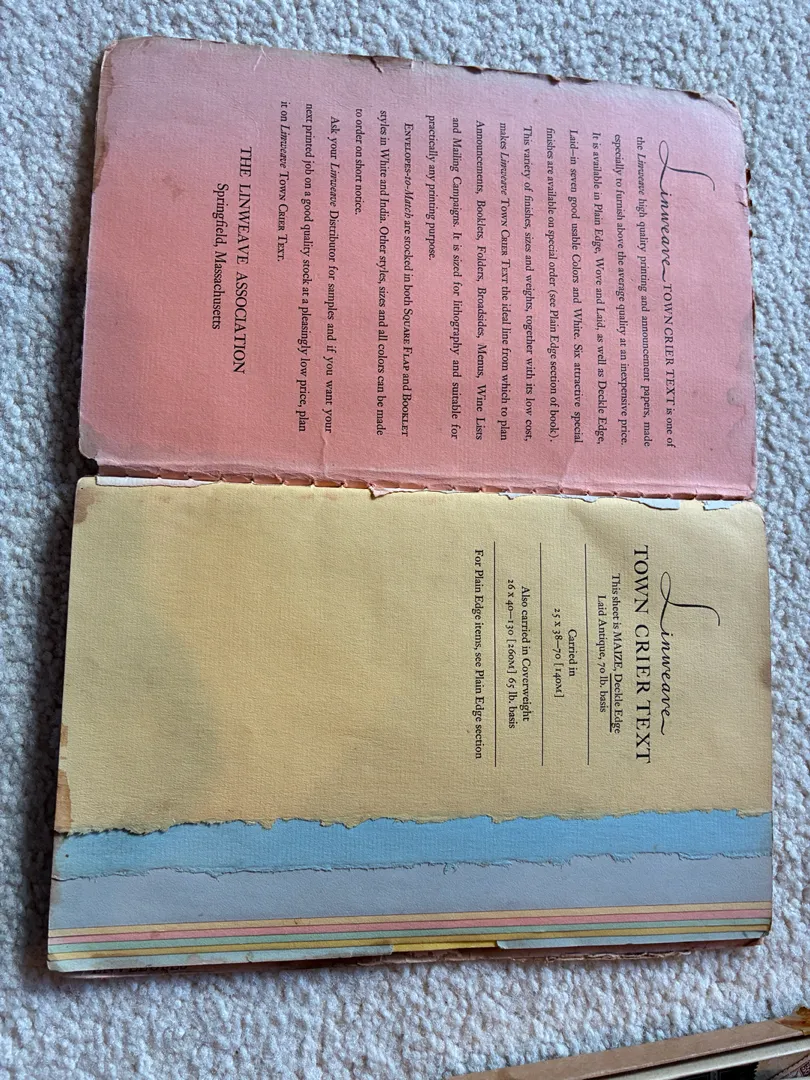 Linweave TOWN CRIER TEXT is one of
the Linweave high quality printing and announcement papers, made
especially to furnish above the average quality at an inexpensive price.
It is available in Plain Edge, Wove and Laid, as well as Deckle Edge,
Laid—in seven good usable Colors and White. Six attractive special
finishes are available on special order (see Plain Edge section of book).
This variety of finishes, sizes and weights, together with its low cost,
makes Linweave TOWN CRIER TEXT the ideal line from which to plan
Announcements, Booklets, Folders, Broadsides, Menus, Wine Lists
and Mailing Campaigns. It is sized for lithography and suitable for
practically any printing purpose.
ENVELOPES-to-Match are stocked in both SQUARE FLAP and BOOKLET
styles in White and India. Other styles, sizes and all colors can be made
to order on short notice.
Ask your Linweave Distributor for samples and if you want your
next printed job on a good quality stock at a pleasingly low price, plan
it on Linweave TOWN CRIER TEXT.
THE LINWEAVE ASSOCIATION
Springfield, Massachusetts
Linweave
TOWN CRIER TEXT
This sheet is MAIZE, Deckle Edge
Laid Antique, 70 lb. basis
Carried in
25 x 38—70 [140M]
Also carried in Coverweight
26 x 40—130 [260M] 65 lb. basis
For Plain Edge items, see Plain Edge section